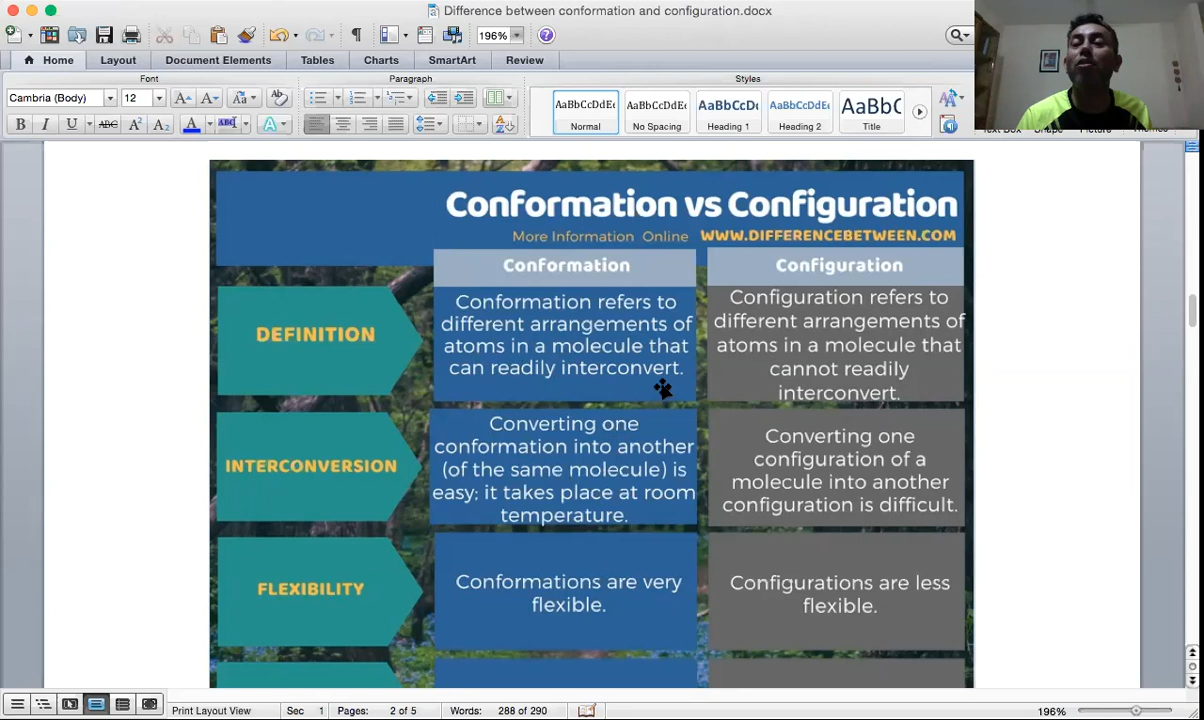 Difference between conformation and configuration.docx
196%
Home Layout Document Elements Tables Charts SmartArt Review
Font Paragraph Styles
Cambria (Body) 12
AaBbCcDdEe AaBbCcDdEe AaBbCcDc AaBbCcDdEe AaBbC
Normal No Spacing Heading 1 Heading 2 Title
B I U ABC A² A₂
Conformation vs Configuration
More Information Online WWW.DIFFERENCEBETWEEN.COM
Conformation
Configuration
DEFINITION
Conformation refers to
different arrangements of
atoms in a molecule that
can readily interconvert.
Configuration refers to
different arrangements of
atoms in a molecule that
cannot readily
interconvert.
INTERCONVERSION
Converting one
conformation into another
(of the same molecule) is
easy; it takes place at room
temperature.
Converting one
configuration of a
molecule into another
configuration is difficult.
FLEXIBILITY
Conformations are very
flexible.
Configurations are less
flexible.
Print Layout View Sec 1 Pages: 2 of 5 Words: 288 of 290 196%